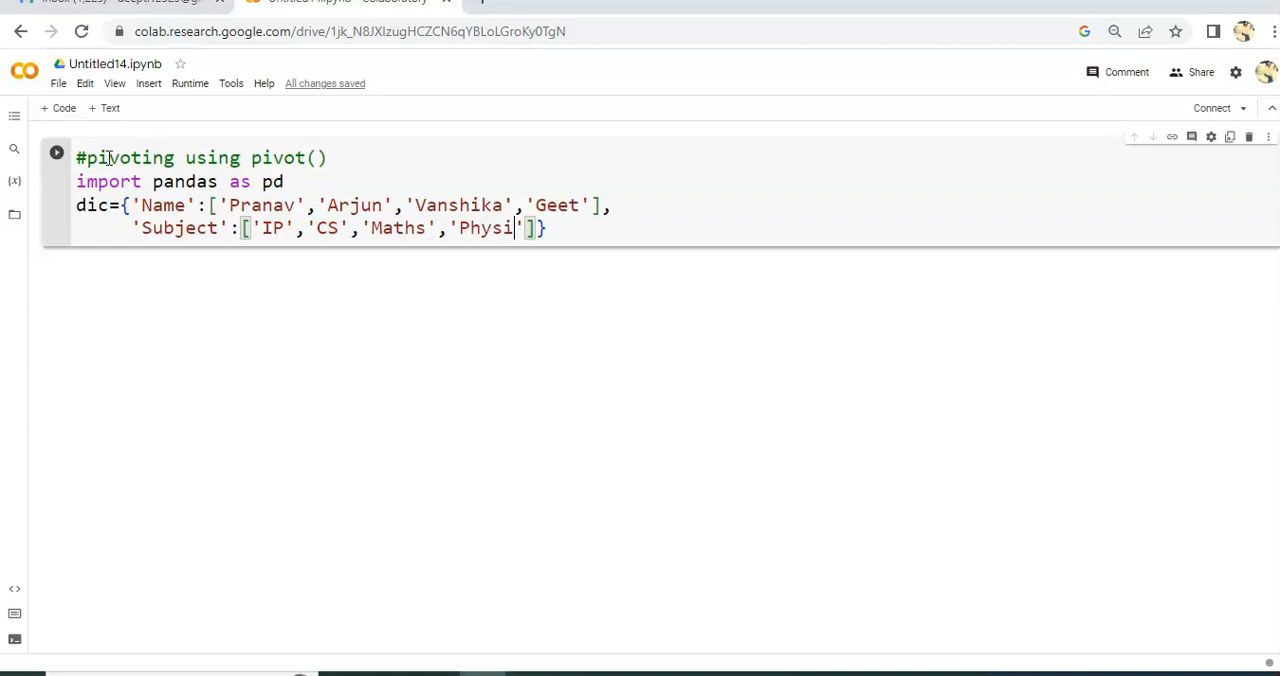 colab.research.google.com/drive/1jk_N8JXlzugHCZCN6qYBLoLGroKy0TgN
Untitled14.ipynb
Comment
Share
File Edit View Insert Runtime Tools Help All changes saved
+ Code + Text
Connect
#pivoting using pivot()
import pandas as pd
dic={'Name':['Pranav','Arjun','Vanshika','Geet'],
'Subject':['IP','CS','Maths','Physi']}